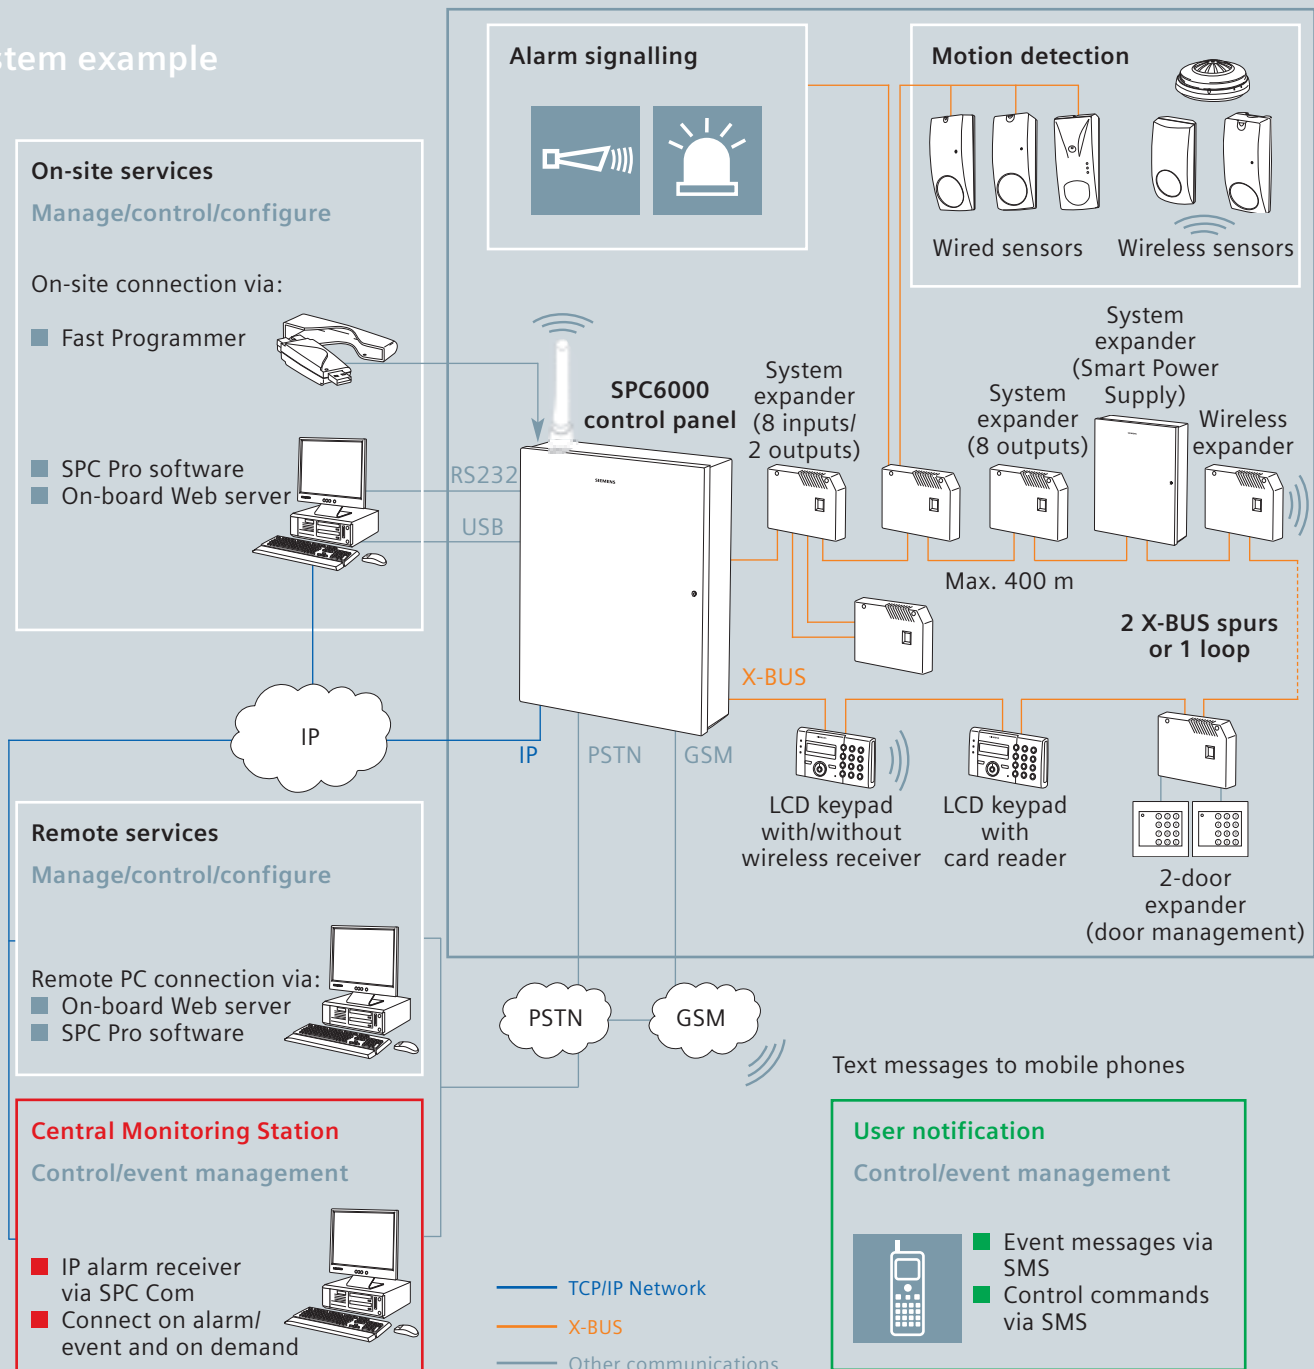 stem example
On-site services
Manage/control/configure
On-site connection via:
Fast Programmer
SPC Pro software
On-board Web server
Alarm signalling
Motion detection
Wired sensors
Wireless sensors
SPC6000
control panel
SIEMENS
RS232
USB
System
expander
(8 inputs/
2 outputs)
System
expander
(8 outputs)
System
expander
(Smart Power
Supply)
Wireless
expander
Max. 400 m
2 X-BUS spurs
or 1 loop
X-BUS
IP
IP
PSTN
GSM
LCD keypad
with/without
wireless receiver
LCD keypad
with
card reader
2-door
expander
(door management)
Remote services
Manage/control/configure
Remote PC connection via:
On-board Web server
SPC Pro software
PSTN
GSM
Text messages to mobile phones
Central Monitoring Station
Control/event management
IP alarm receiver
via SPC Com
Connect on alarm/
event and on demand
TCP/IP Network
X-BUS
Other communications
User notification
Control/event management
Event messages via
SMS
Control commands
via SMS